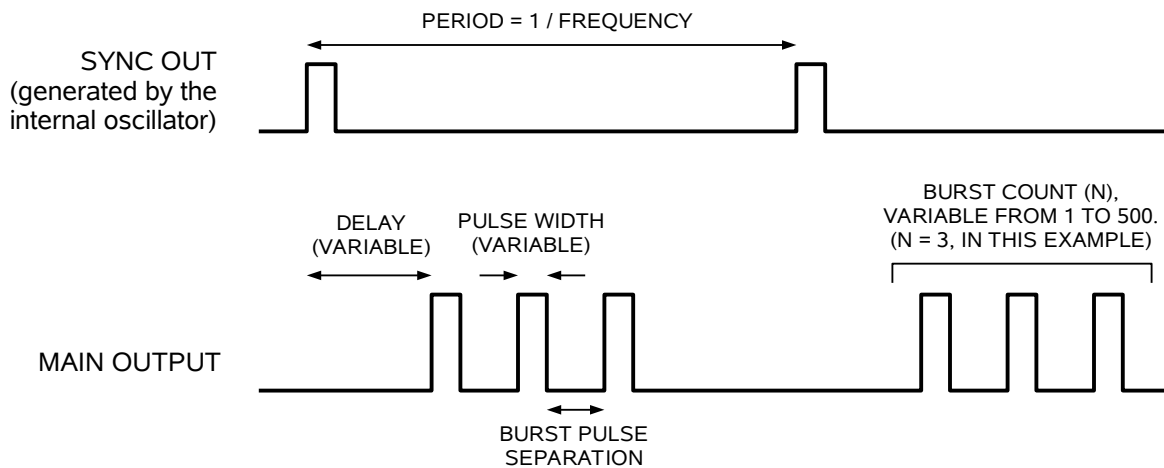 PERIOD = 1 / FREQUENCY
SYNC OUT
(generated by the
internal oscillator)
DELAY
(VARIABLE)
PULSE WIDTH
(VARIABLE)
BURST COUNT (N),
VARIABLE FROM 1 TO 500.
(N = 3, IN THIS EXAMPLE)
MAIN OUTPUT
BURST PULSE
SEPARATION